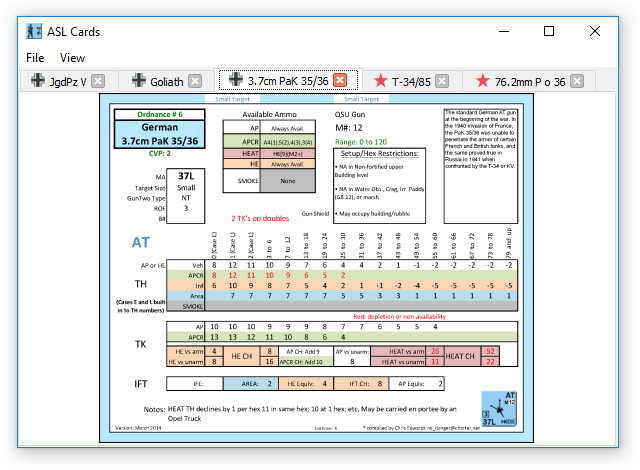 ASL Cards
File View
JgdPz V Goliath 3.7cm PaK 35/36 T-34/85 76.2mm P o 36
Small Target Small Target
Ordnance # 6
German
3.7cm PaK 35/36
CVP: 2
MA 37L
Target Size Small
GunTwo Type NT
ROF 3
B#
Available Ammo
AP Always Avail.
APCR A4(1),5(2),4(3),3(4)
HEAT H6[9](M2+)
HE Always Avail.
SMOKE None
2 TK's on doubles
Gun Shield
QSU Gun
M#: 12
Range: 0 to 120
Setup/Hex Restrictions:
• NA in Non-fortified upper
Building level
• NA in Water Obs., Crag, Irr. Paddy
(G8.12), or marsh
• May occupy building/rubble
The standard German AT gun
at the beginning of the war. In
the 1940 invasion of France,
the PaK 35/36 was unable to
penetrate the armor of certain
French and British tanks, and
the same proved true in
Russia in 1941 when
confronted by the T-34 or KV.
AT
0 (Case L) 1 (Case L) 2 (Case L) 3 to 6 7 to 12 13 to 18 19 to 24 25 to 30 31 to 36 37 to 42 43 to 48 49 to 54 55 to 60 61 to 66 67 to 72 73 to 78 79 and up
AP or HE Veh 8 12 11 10 9 7 6 4 4 2 1 -1 -2 -2 -2 -2 -2
APCR 8 12 11 10 9 6 5 2
TH Inf 6 10 9 8 7 5 4 2 1 -1 -2 -4 -5 -5 -5 -5 -5
(Cases E and L built-
in to TH numbers)
Area 7 7 7 7 7 7 5 5 3 3 1 1 1 1 1 1
SMOKE
Red: depletion or non availability
TK
AP 10 10 10 9 9 9 8 7 7 6 5 5 4
APCR 13 13 12 11 10 8 6 4
HE vs arm 4 HE CH 8 AP CH: Add 9 AP vs unarm: HEAT vs arm 26 HEAT CH 52
HE vs unarm 8 16 APCR CH: Add 10 8 HEAT vs unarm 11 22
IFT IFE: AREA: 2 HE Equiv: 4 IFT CH: 8 AP Equiv: 2
Notes: HEAT TH declines by 1 per hex 11 in same hex; 10 at 1 hex; etc, May be carried en portee by an
Opel Truck
AT
M12
3
37L H6[9]
Version: March 2014 * compiled by Chris Edwards no_danger@charter.net